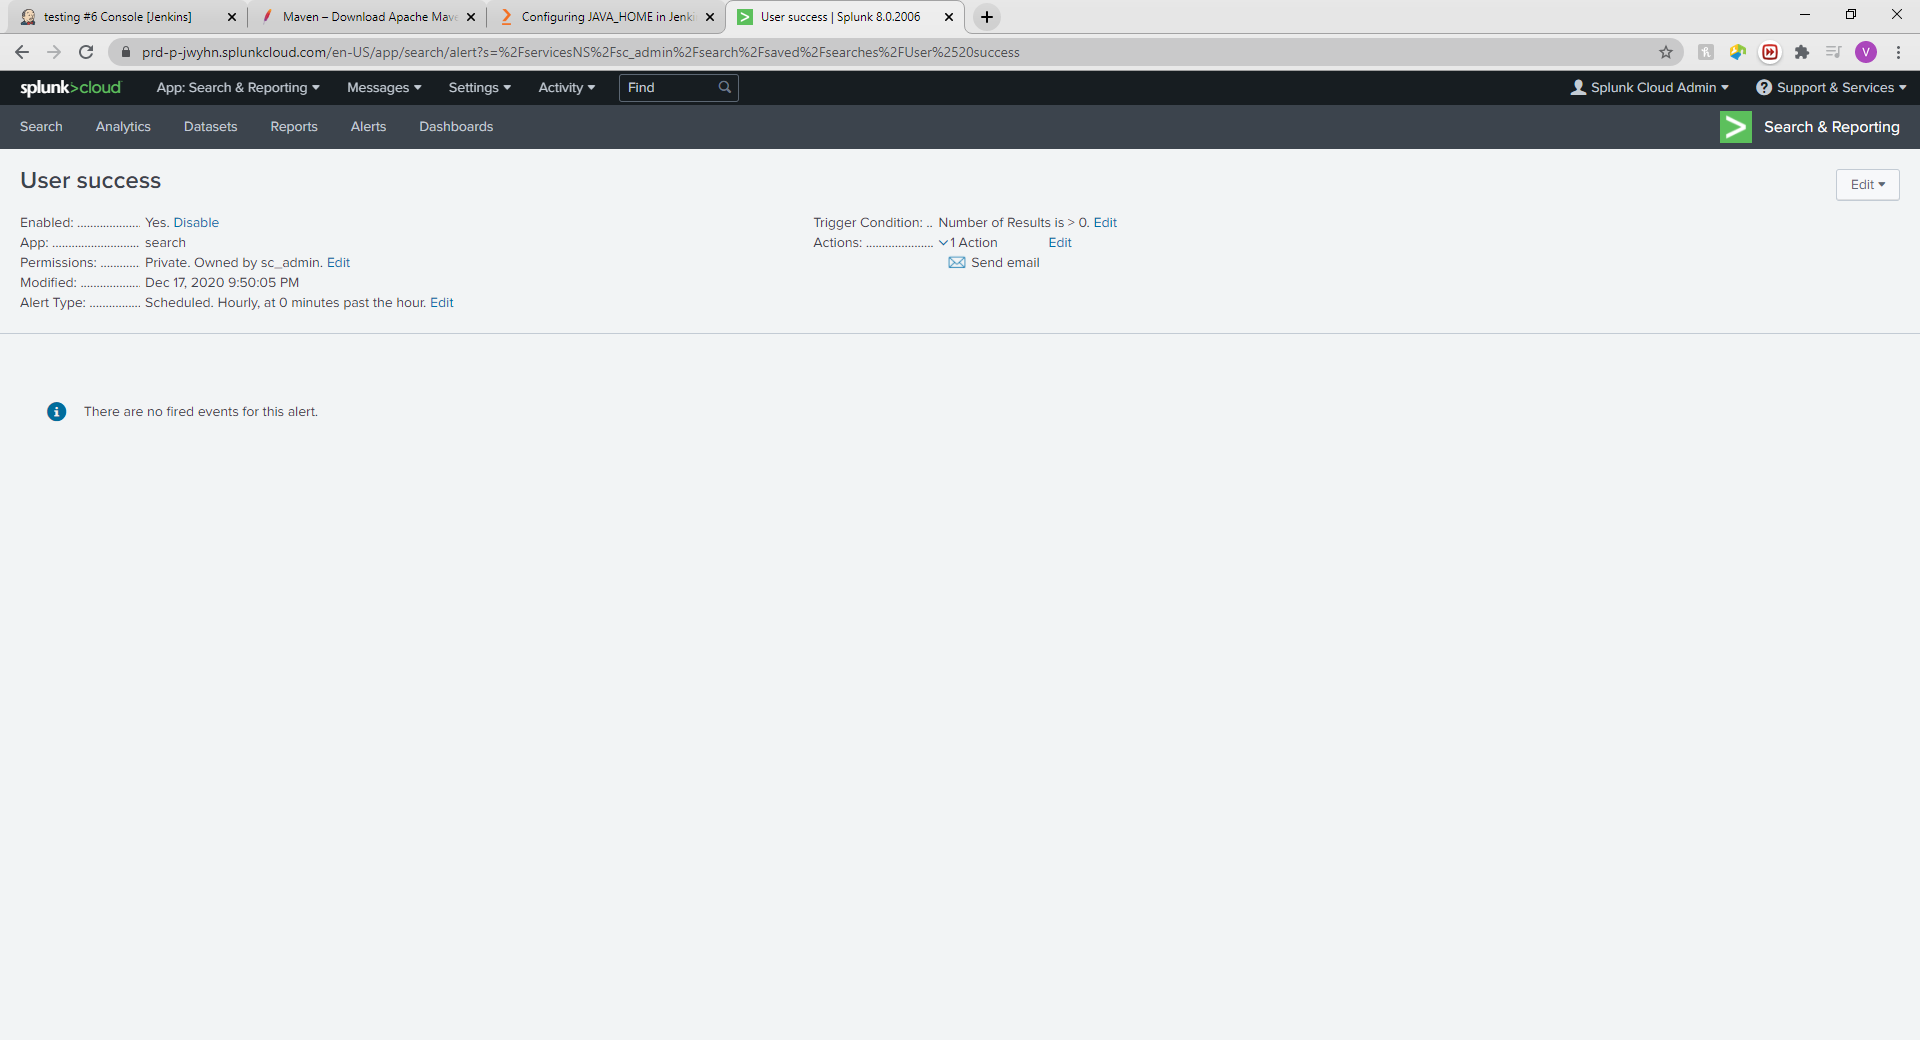 testing #6 Console [Jenkins]
Maven – Download Apache Mave
Configuring JAVA_HOME in Jenki
User success | Splunk 8.0.2006
prd-p-jwyhn.splunkcloud.com/en-US/app/search/alert?s=%2FservicesNS%2Fsc_admin%2Fsearch%2Fsaved%2Fsearches%2FUser%2520success
V
splunk>cloud
App: Search & Reporting
Messages
Settings
Activity
Find
Splunk Cloud Admin
? Support & Services
Search
Analytics
Datasets
Reports
Alerts
Dashboards
> Search & Reporting
User success
Edit
Enabled: ................... Yes. Disable
App: .......................... search
Permissions: ............ Private. Owned by sc_admin. Edit
Modified: .................. Dec 17, 2020 9:50:05 PM
Alert Type: ................ Scheduled. Hourly, at 0 minutes past the hour. Edit
Trigger Condition: .. Number of Results is > 0. Edit
Actions: .................... 1 Action Edit
Send email
i There are no fired events for this alert.